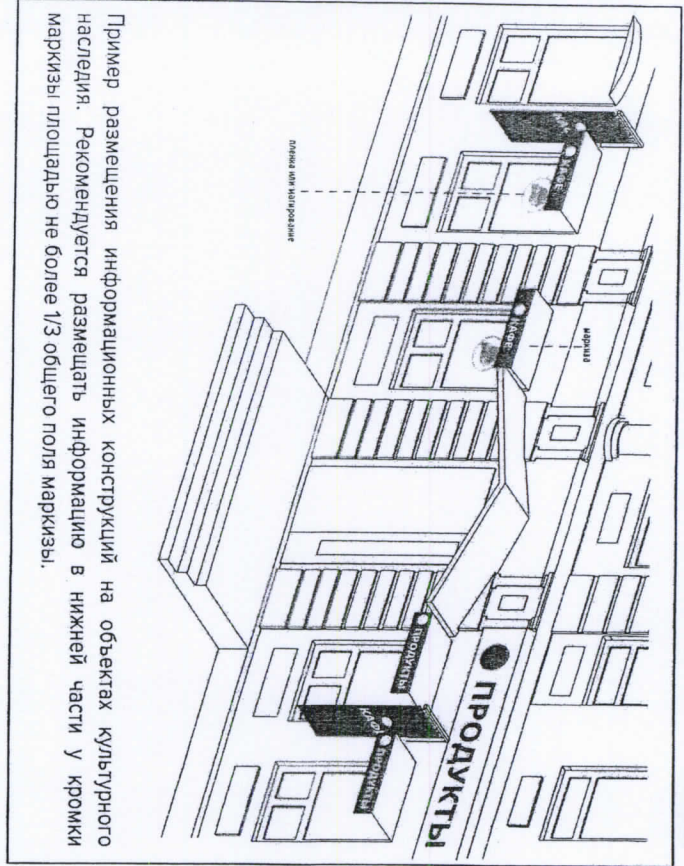 ПРОДУКТЫ
маркиза
КАФЕ
КАФЕ
ПРОДУКТЫ
ПРОДУКТЫ
пленка или матирование
Пример размещения информационных конструкций на объектах культурного
наследия. Рекомендуется размещать информацию в нижней части у кромки
маркизы площадью не более 1/3 общего поля маркизы.